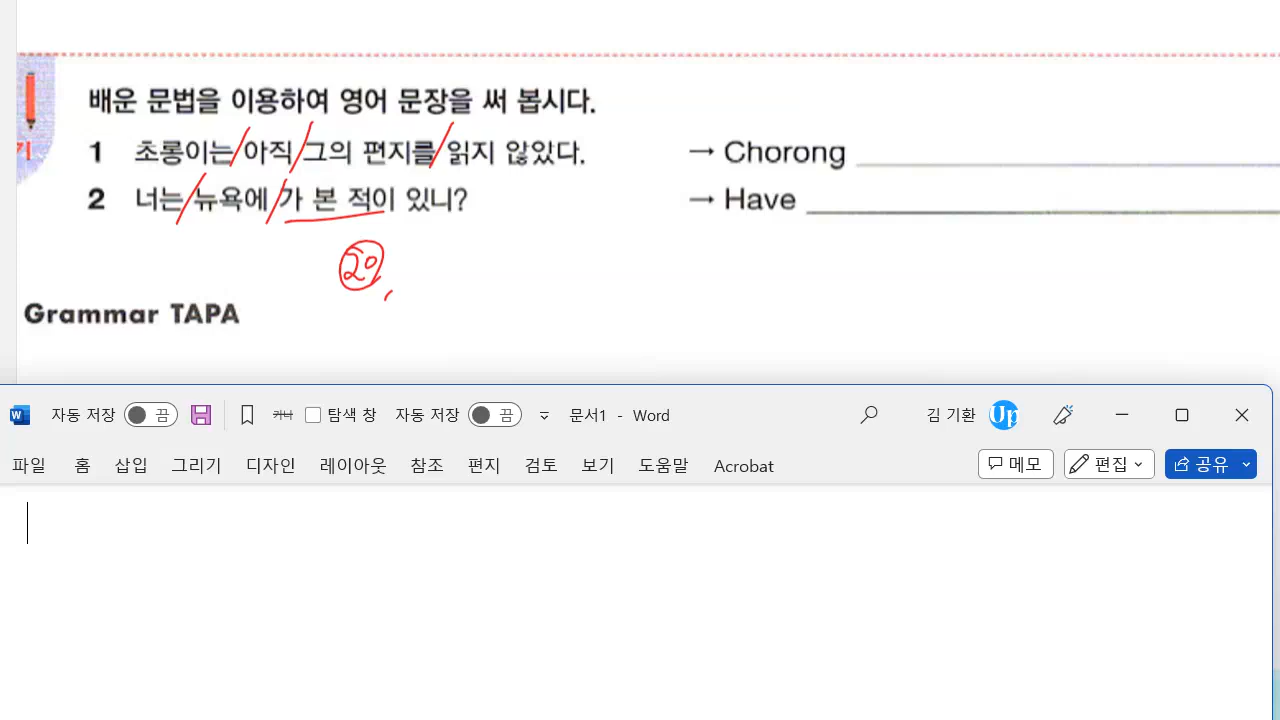 배운 문법을 이용하여 영어 문장을 써 봅시다.
1 초롱이는 아직 그의 편지를 읽지 않았다. → Chorong
2 너는 뉴욕에 가 본 적이 있니? → Have
Grammar TAPA
자동 저장 끔 탐색 창 자동 저장 끔 문서1 - Word 김 기환 Up
파일 홈 삽입 그리기 디자인 레이아웃 참조 편지 검토 보기 도움말 Acrobat 메모 편집 공유